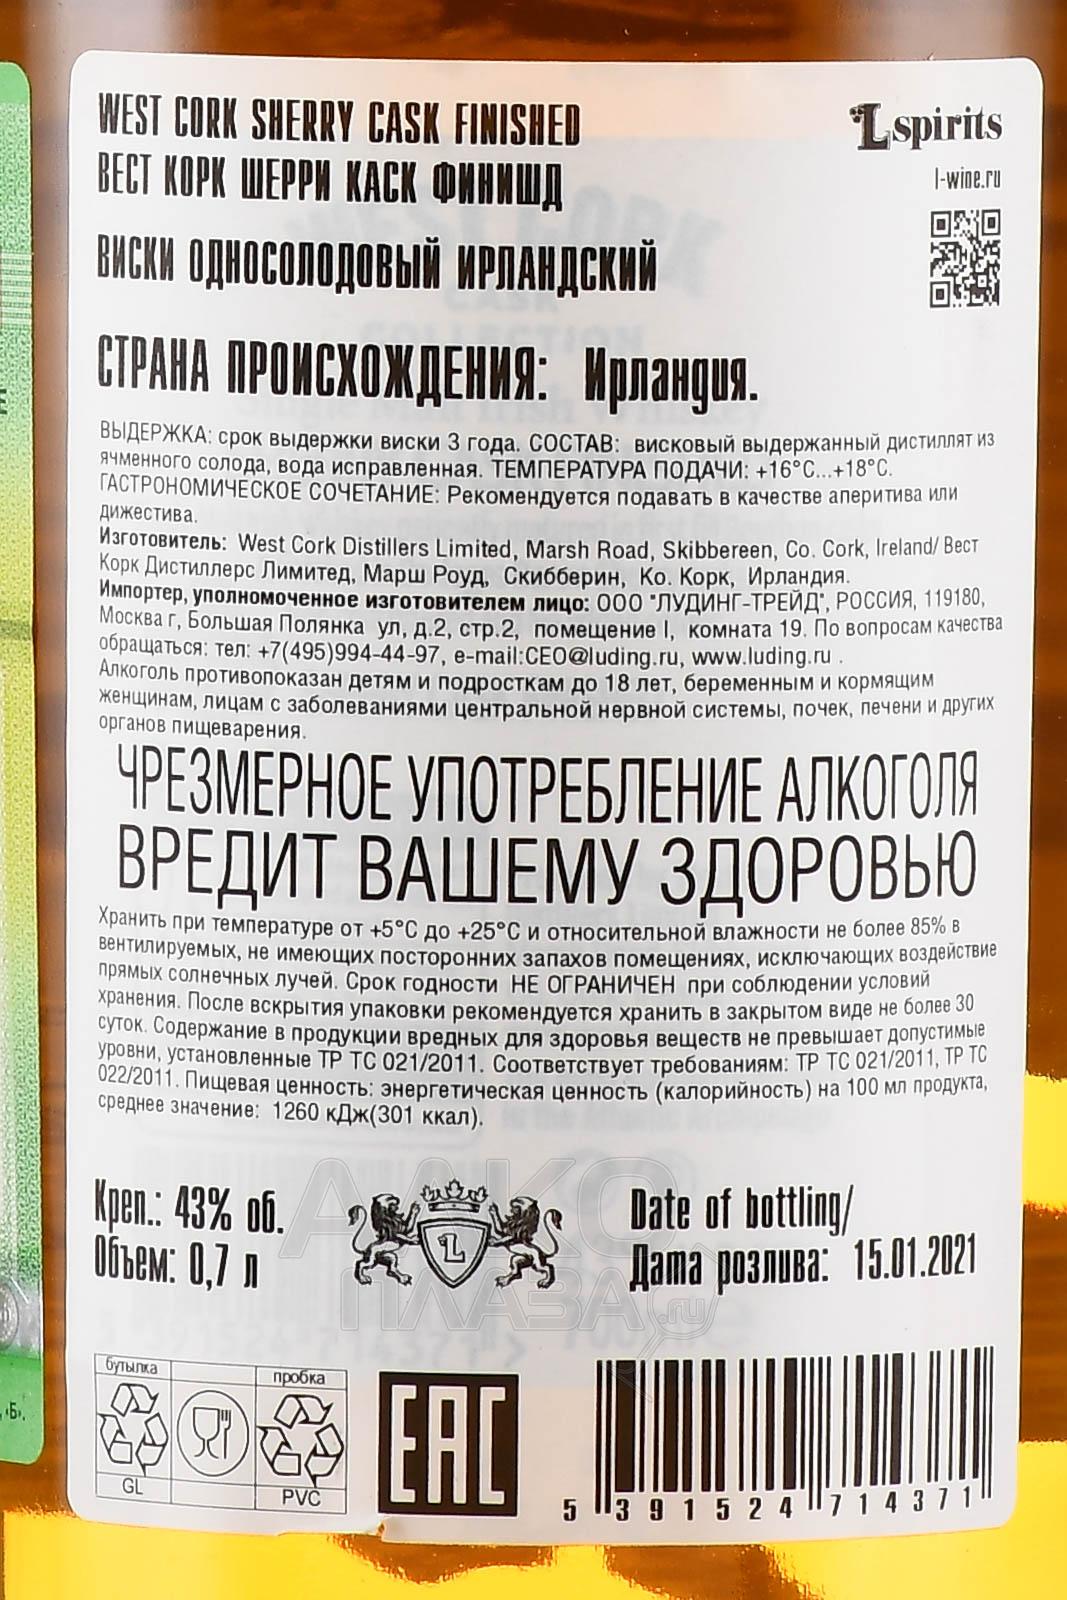 WEST CORK SHERRY CASK FINISHED
ВЕСТ КОРК ШЕРРИ КАСК ФИНИШД
L spirits
l-wine.ru
ВИСКИ ОДНОСОЛОДОВЫЙ ИРЛАНДСКИЙ
СТРАНА ПРОИСХОЖДЕНИЯ: Ирландия.
ВЫДЕРЖКА: срок выдержки виски 3 года. СОСТАВ: висковый выдержанный дистиллят из
ячменного солода, вода исправленная. ТЕМПЕРАТУРА ПОДАЧИ: +16°С...+18°С.
ГАСТРОНОМИЧЕСКОЕ СОЧЕТАНИЕ: Рекомендуется подавать в качестве аперитива или
дижестива.
Изготовитель: West Cork Distillers Limited, Marsh Road, Skibbereen, Co. Cork, Ireland/ Вест
Корк Дистиллерс Лимитед, Марш Роуд, Скибберин, Ко. Корк, Ирландия.
Импортер, уполномоченное изготовителем лицо: ООО "ЛУДИНГ-ТРЕЙД", РОССИЯ, 119180,
Москва г, Большая Полянка ул, д.2, стр.2, помещение I, комната 19. По вопросам качества
обращаться: тел: +7(495)994-44-97, e-mail:CEO@luding.ru, www.luding.ru .
Алкоголь противопоказан детям и подросткам до 18 лет, беременным и кормящим
женщинам, лицам с заболеваниями центральной нервной системы, почек, печени и других
органов пищеварения.
ЧРЕЗМЕРНОЕ УПОТРЕБЛЕНИЕ АЛКОГОЛЯ
ВРЕДИТ ВАШЕМУ ЗДОРОВЬЮ
Хранить при температуре от +5°С до +25°С и относительной влажности не более 85% в
вентилируемых, не имеющих посторонних запахов помещениях, исключающих воздействие
прямых солнечных лучей. Срок годности НЕ ОГРАНИЧЕН при соблюдении условий
хранения. После вскрытия упаковки рекомендуется хранить в закрытом виде не более 30
суток. Содержание в продукции вредных для здоровья веществ не превышает допустимые
уровни, установленные ТР ТС 021/2011. Соответствует требованиям: ТР ТС 021/2011, ТР ТС
022/2011. Пищевая ценность: энергетическая ценность (калорийность) на 100 мл продукта,
среднее значение: 1260 кДж(301 ккал).
Креп.: 43% об.
Объем: 0,7 л
L
Date of bottling/
Дата розлива: 15.01.2021
АЛКО
ПЛАЗА.ru
бутылка
пробка
GL
PVC
EAC
5 391524 714371